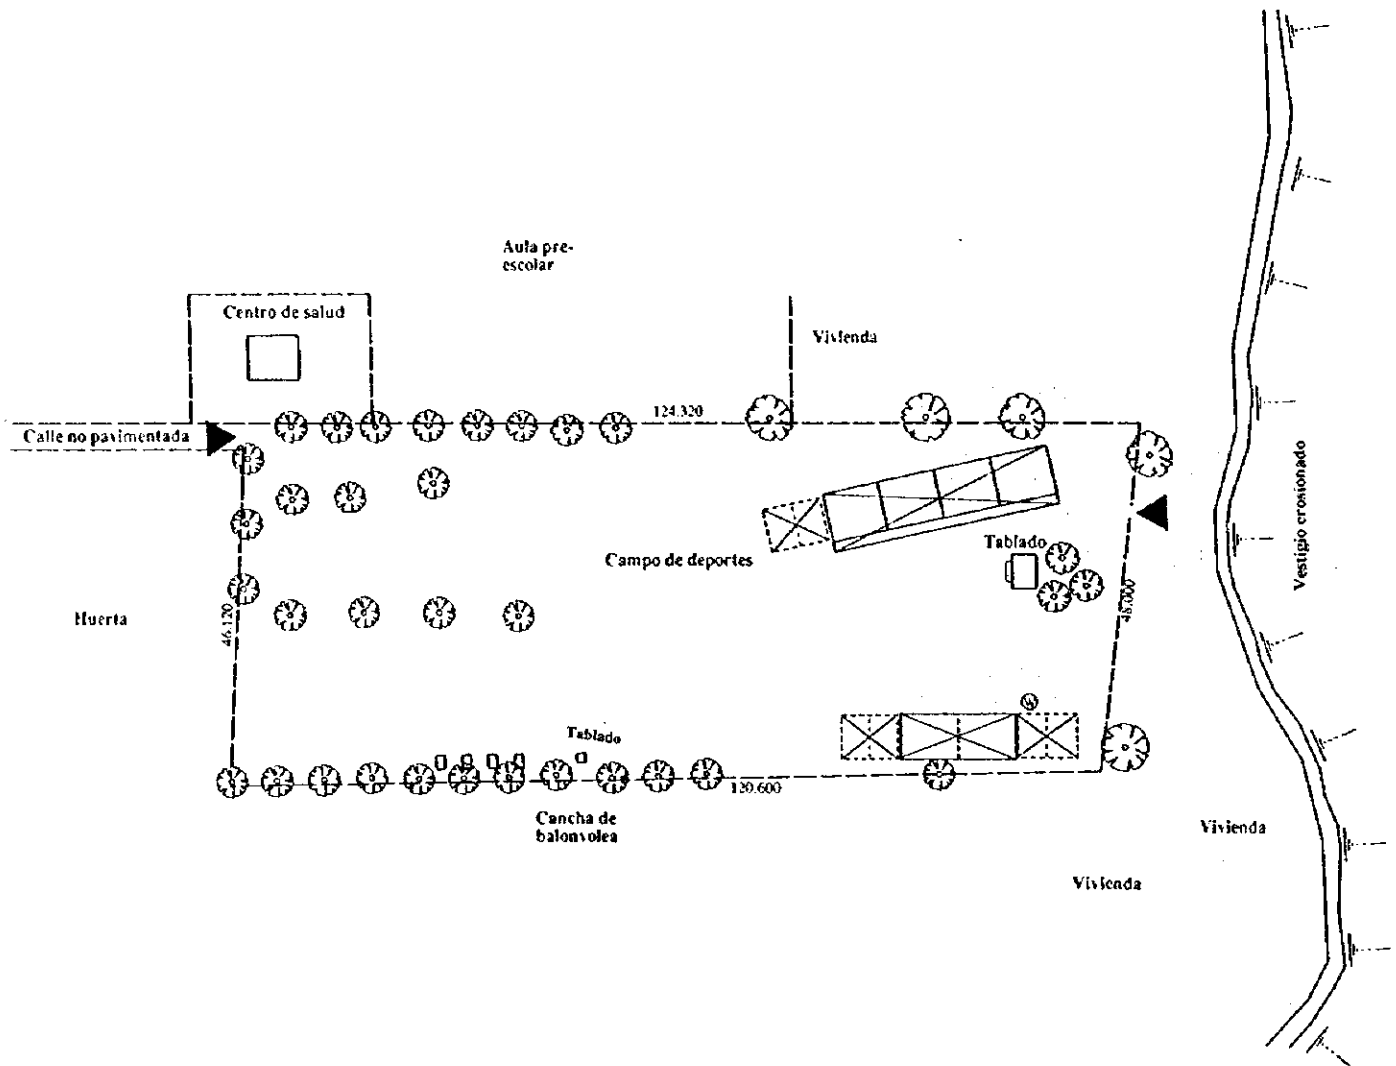 Aula pre-
escolar
Centro de salud
Vivienda
124.320
Calle no pavimentada
Vestigio erosionado
Tablado
Campo de deportes
48.000
Huerta
46.120
Tablado
120.600
Cancha de
balonvolea
Vivienda
Vivienda